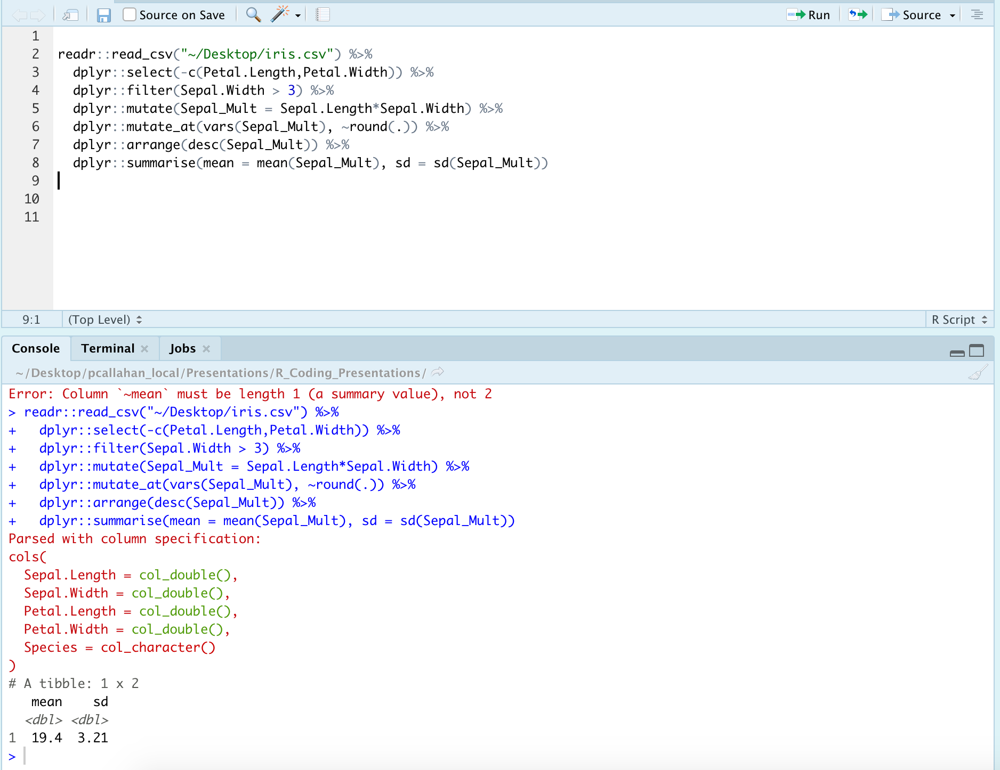 Source on Save Run Source
1
2 readr::read_csv("~/Desktop/iris.csv") %>%
3   dplyr::select(-c(Petal.Length,Petal.Width)) %>%
4   dplyr::filter(Sepal.Width > 3) %>%
5   dplyr::mutate(Sepal_Mult = Sepal.Length*Sepal.Width) %>%
6   dplyr::mutate_at(vars(Sepal_Mult), ~round(.)) %>%
7   dplyr::arrange(desc(Sepal_Mult)) %>%
8   dplyr::summarise(mean = mean(Sepal_Mult), sd = sd(Sepal_Mult))
9
10
11
9:1 (Top Level) R Script
Console Terminal Jobs
~/Desktop/pcallahan_local/Presentations/R_Coding_Presentations/
Error: Column `~mean` must be length 1 (a summary value), not 2
> readr::read_csv("~/Desktop/iris.csv") %>%
+   dplyr::select(-c(Petal.Length,Petal.Width)) %>%
+   dplyr::filter(Sepal.Width > 3) %>%
+   dplyr::mutate(Sepal_Mult = Sepal.Length*Sepal.Width) %>%
+   dplyr::mutate_at(vars(Sepal_Mult), ~round(.)) %>%
+   dplyr::arrange(desc(Sepal_Mult)) %>%
+   dplyr::summarise(mean = mean(Sepal_Mult), sd = sd(Sepal_Mult))
Parsed with column specification:
cols(
  Sepal.Length = col_double(),
  Sepal.Width = col_double(),
  Petal.Length = col_double(),
  Petal.Width = col_double(),
  Species = col_character()
)
# A tibble: 1 x 2
   mean    sd
  <dbl> <dbl>
1  19.4  3.21
>